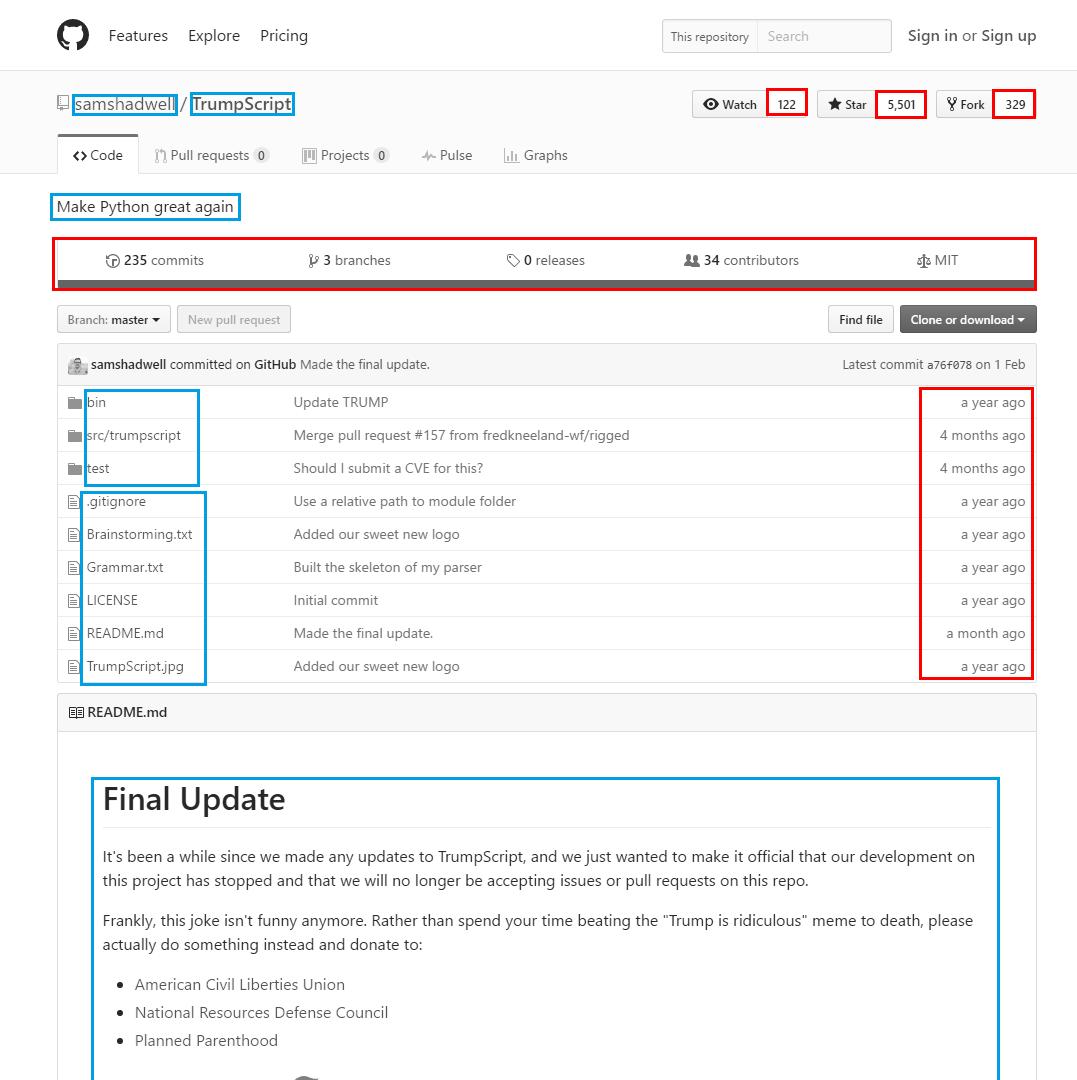 Features Explore Pricing This repository Search Sign in or Sign up
samshadwell / TrumpScript Watch 122 Star 5,501 Fork 329
Code Pull requests 0 Projects 0 Pulse Graphs
Make Python great again
235 commits 3 branches 0 releases 34 contributors MIT
Branch: master New pull request Find file Clone or download
samshadwell committed on GitHub Made the final update. Latest commit a76f078 on 1 Feb
bin Update TRUMP a year ago
src/trumpscript Merge pull request #157 from fredkneeland-wf/rigged 4 months ago
test Should I submit a CVE for this? 4 months ago
.gitignore Use a relative path to module folder a year ago
Brainstorming.txt Added our sweet new logo a year ago
Grammar.txt Built the skeleton of my parser a year ago
LICENSE Initial commit a year ago
README.md Made the final update. a month ago
TrumpScript.jpg Added our sweet new logo a year ago
README.md
Final Update
It's been a while since we made any updates to TrumpScript, and we just wanted to make it official that our development on
this project has stopped and that we will no longer be accepting issues or pull requests on this repo.
Frankly, this joke isn't funny anymore. Rather than spend your time beating the "Trump is ridiculous" meme to death, please
actually do something instead and donate to:
American Civil Liberties Union
National Resources Defense Council
Planned Parenthood